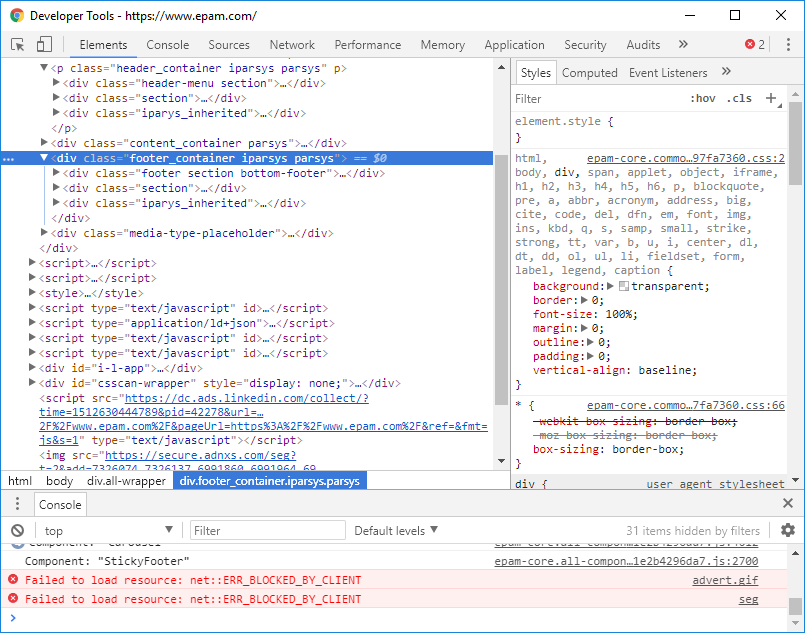 Developer Tools - https://www.epam.com/
Elements Console Sources Network Performance Memory Application Security Audits » 2
<p class="header_container iparsys parsys" p>
<div class="header-menu section">…</div>
<div class="section">…</div>
<div class="iparys_inherited">…</div>
</p>
<div class="content_container parsys">…</div>
… <div class="footer_container iparsys parsys"> == $0
<div class="footer section bottom-footer">…</div>
<div class="section">…</div>
<div class="iparys_inherited">…</div>
</div>
<div class="media-type-placeholder">…</div>
</div>
<script>…</script>
<script>…</script>
<style>…</style>
<script type="text/javascript" id>…</script>
<script type="application/ld+json">…</script>
<script type="text/javascript" id>…</script>
<script type="text/javascript" id>…</script>
<div id="i-l-app">…</div>
<div id="csscan-wrapper" style="display: none;">…</div>
<script src="https://dc.ads.linkedin.com/collect/?
time=1512630444789&pid=42278&url=…
2F%2Fwww.epam.com%2F&pageUrl=https%3A%2F%2Fwww.epam.com%2F&ref=&fmt=
js&s=1" type="text/javascript"></script>
<img src="https://secure.adnxs.com/seg?
t=2&add=7326074,7326137,6991860,6991964,69
html body div.all-wrapper div.footer_container.iparsys.parsys
Styles Computed Event Listeners »
Filter :hov .cls +
element.style {
}
html, epam-core.commo…97fa7360.css:2
body, div, span, applet, object, iframe,
h1, h2, h3, h4, h5, h6, p, blockquote,
pre, a, abbr, acronym, address, big,
cite, code, del, dfn, em, font, img,
ins, kbd, q, s, samp, small, strike,
strong, tt, var, b, u, i, center, dl,
dt, dd, ol, ul, li, fieldset, form,
label, legend, caption {
background: transparent;
border: 0;
font-size: 100%;
margin: 0;
outline: 0;
padding: 0;
vertical-align: baseline;
}
* { epam-core.commo…7fa7360.css:66
-webkit-box-sizing: border-box;
-moz-box-sizing: border-box;
box-sizing: border-box;
}
div { user agent stylesheet
Console
top Filter Default levels 31 items hidden by filters
Component: "Carousel" epam-core.all-compon…1e2b4296da7.js:4612
Component: "StickyFooter" epam-core.all-compon…1e2b4296da7.js:2700
Failed to load resource: net::ERR_BLOCKED_BY_CLIENT advert.gif
Failed to load resource: net::ERR_BLOCKED_BY_CLIENT seg
>